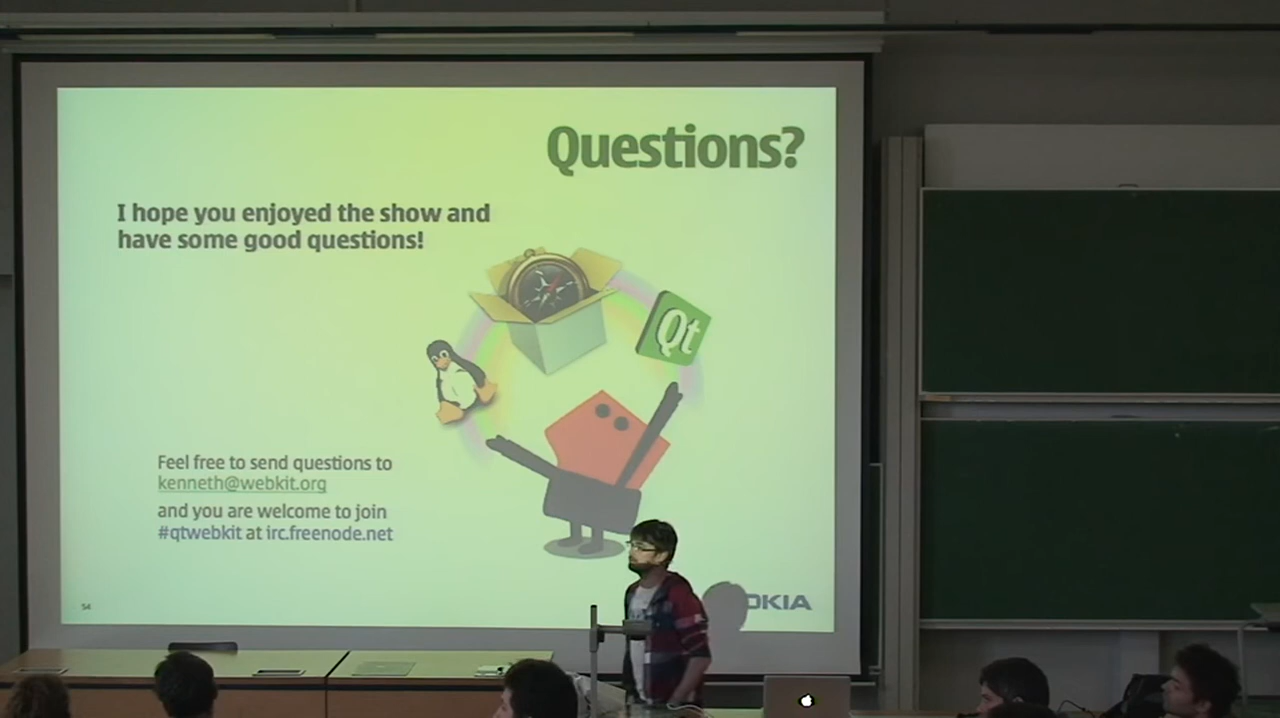 Questions?
I hope you enjoyed the show and
have some good questions!
Qt
Feel free to send questions to
kenneth@webkit.org
and you are welcome to join
#qtwebkit at irc.freenode.net
54